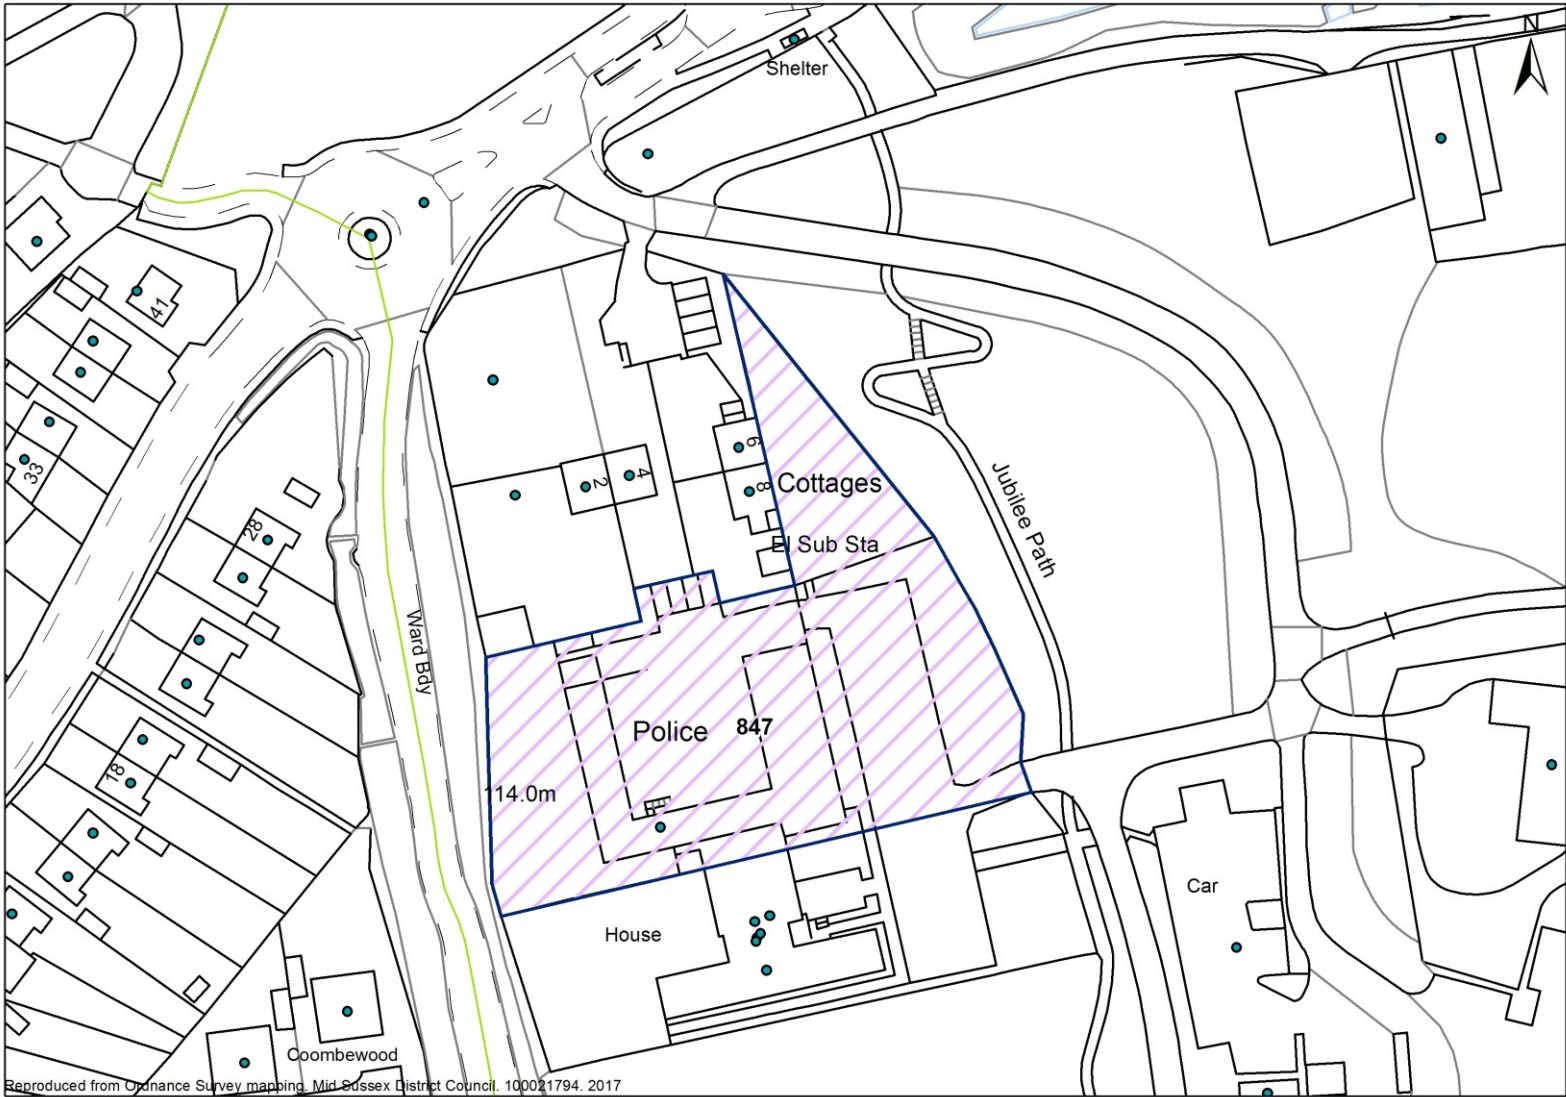 N
Shelter
41
6
Cottages
4
2
8
33
Jubilee Path
28
El Sub Sta
Ward Bdy
Police
847
18
114.0m
Car
House
Coombewood
Reproduced from Ordnance Survey mapping. Mid Sussex District Council. 100021794. 2017